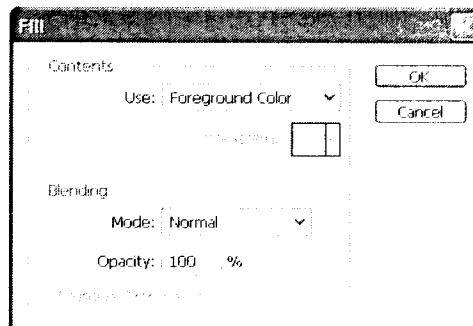 Fill
Contents
Use: Foreground Color
OK
Cancel
Blending
Mode: Normal
Opacity: 100 %